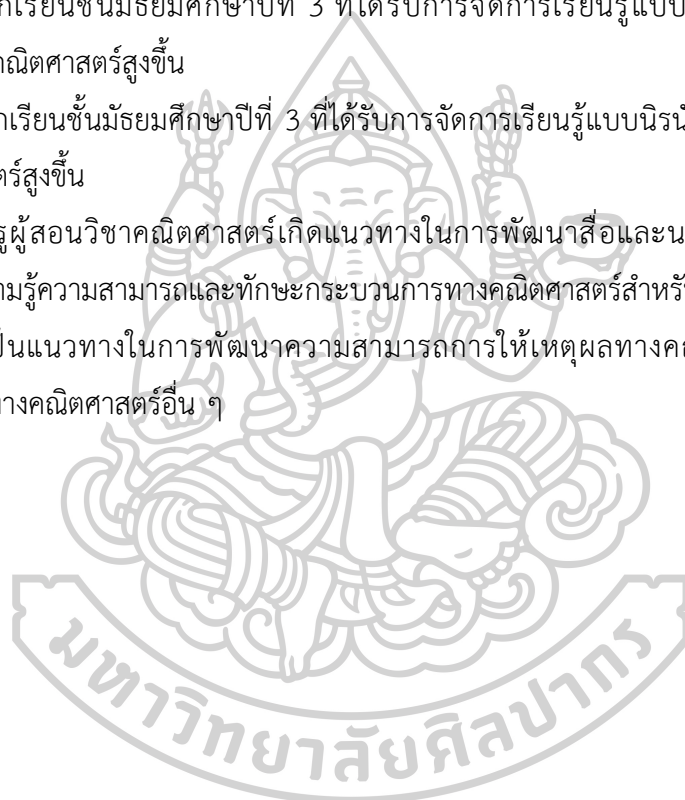 กเรียนชั้นมัธยมศึกษาปีที่ 3 ที่ได้รับการจัดการเรียนรู้แบบ
คณิตศาสตร์สูงขึ้น
กเรียนชั้นมัธยมศึกษาปีที่ 3 ที่ได้รับการจัดการเรียนรู้แบบนิรนั
ตร์สูงขึ้น
รูผู้สอนวิชาคณิตศาสตร์เกิดแนวทางในการพัฒนาสื่อและน
ามรู้ความสามารถและทักษะกระบวนการทางคณิตศาสตร์สำหรั
ป็นแนวทางในการพัฒนาความสามารถการให้เหตุผลทางค
ทางคณิตศาสตร์อื่น ๆ
มหาวิทยาลัยศิลปากร